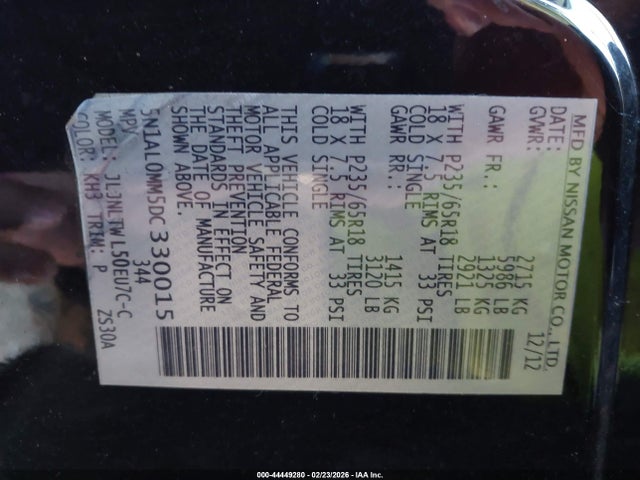 MFD BY NISSAN MOTOR CO., LTD.
DATE: 12/12
GVWR: 2715 KG
5986 LB
GAWR FR: 1325 KG
2921 LB
WITH P235/65R18 TIRES
18 X 7.5 RIMS AT 33 PSI
COLD SINGLE
GAWR RR: 1415 KG
3120 LB
WITH P235/65R18 TIRES
18 X 7.5 RIMS AT 33 PSI
COLD SINGLE
THIS VEHICLE CONFORMS TO
ALL APPLICABLE FEDERAL
MOTOR VEHICLE SAFETY AND
THEFT PREVENTION
STANDARDS IN EFFECT ON
THE DATE OF MANUFACTURE
SHOWN ABOVE.
5N1AL0MM5DC330015
MPV 344
MODEL: L50EU7C-C
COLOR: KH3 TRIM: P ZS30A
000-44449280 - 02/23/2026 - IAA Inc.